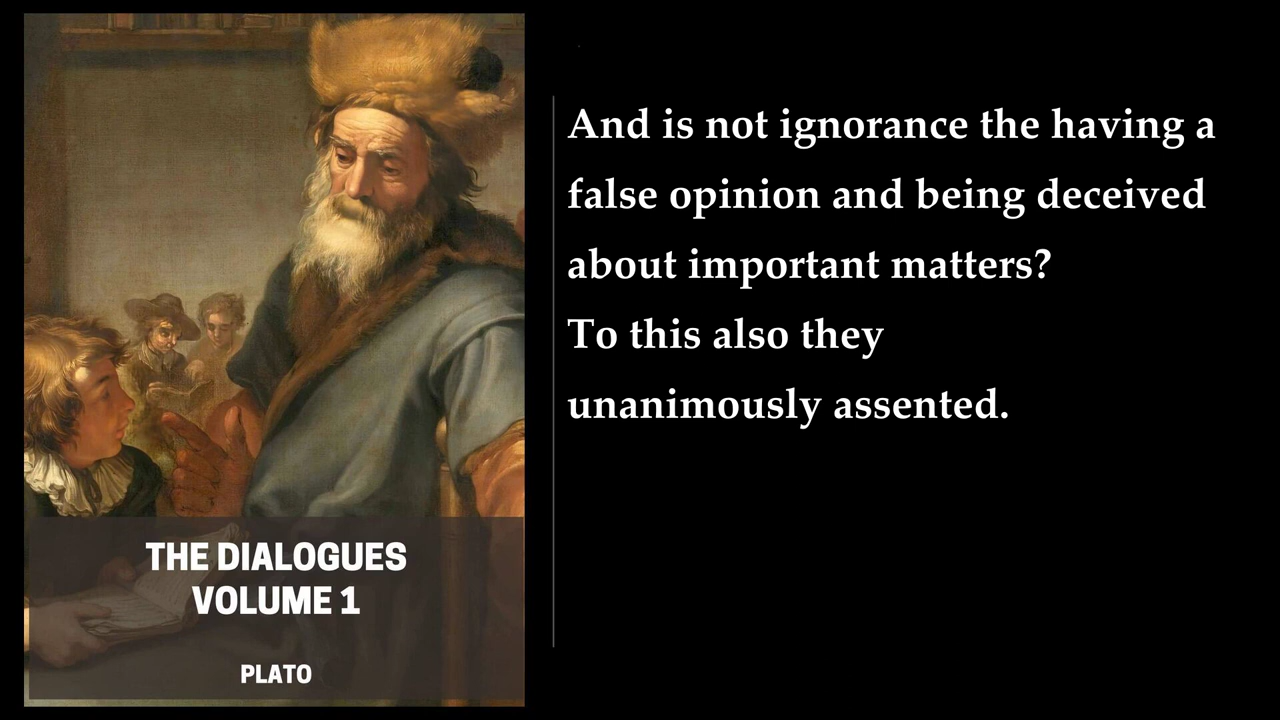 And is not ignorance the having a
false opinion and being deceived
about important matters?
To this also they
unanimously assented.
THE DIALOGUES
VOLUME 1
PLATO